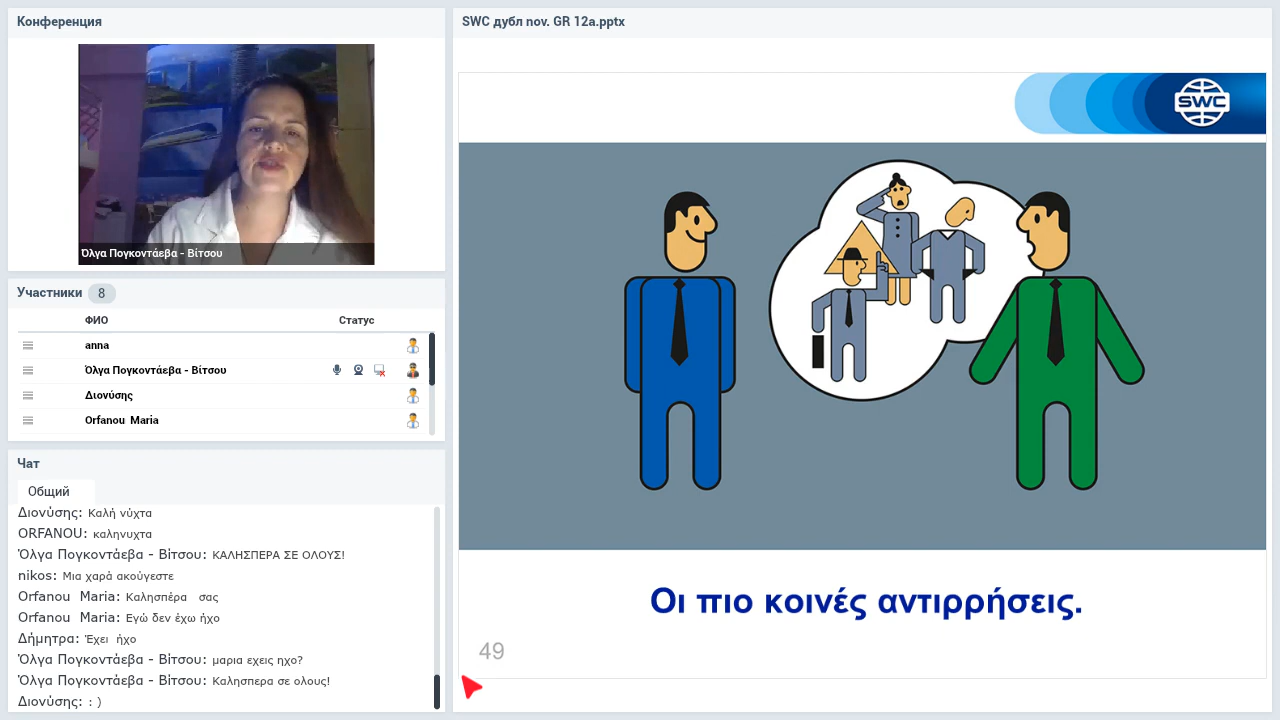 Конференция
Όλγα Πογκοντάεβα - Βίτσου
Участники 8
ФИО Статус
anna
Όλγα Πογκοντάεβα - Βίτσου
Διονύσης
Orfanou Maria
Чат
Общий
Διονύσης: Καλή νύχτα
ORFANOU: καληνυχτα
Όλγα Πογκοντάεβα - Βίτσου: ΚΑΛΗΣΠΕΡΑ ΣΕ ΟΛΟΥΣ!
nikos: Μια χαρά ακούγεστε
Orfanou Maria: Καλησπέρα σας
Orfanou Maria: Εγώ δεν έχω ήχο
Δήμητρα: Έχει ήχο
Όλγα Πογκοντάεβα - Βίτσου: μαρια εχεις ηχο?
Όλγα Πογκοντάεβα - Βίτσου: Καλησπερα σε ολους!
Διονύσης: : )
SWC дубл nov. GR 12a.pptx
SWC
Οι πιο κοινές αντιρρήσεις.
49